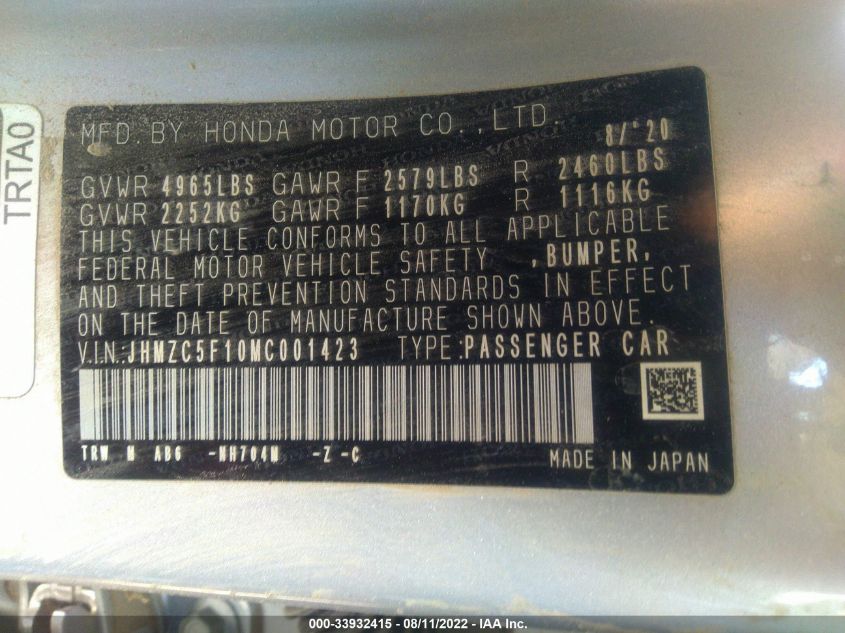 TRTA0
MFD. BY HONDA MOTOR CO., LTD. 8/'20
GVWR 4965LBS GAWR F 2579LBS R 2460LBS
GVWR 2252KG GAWR F 1170KG R 1116KG
THIS VEHICLE CONFORMS TO ALL APPLICABLE
FEDERAL MOTOR VEHICLE SAFETY ,BUMPER,
AND THEFT PREVENTION STANDARDS IN EFFECT
ON THE DATE OF MANUFACTURE SHOWN ABOVE.
V.I.N.:JHMZC5F10MC001423 TYPE:PASSENGER CAR
TRW M AB6 -NH704M -Z -C
MADE IN JAPAN
000-33932415 - 08/11/2022 - IAA Inc.